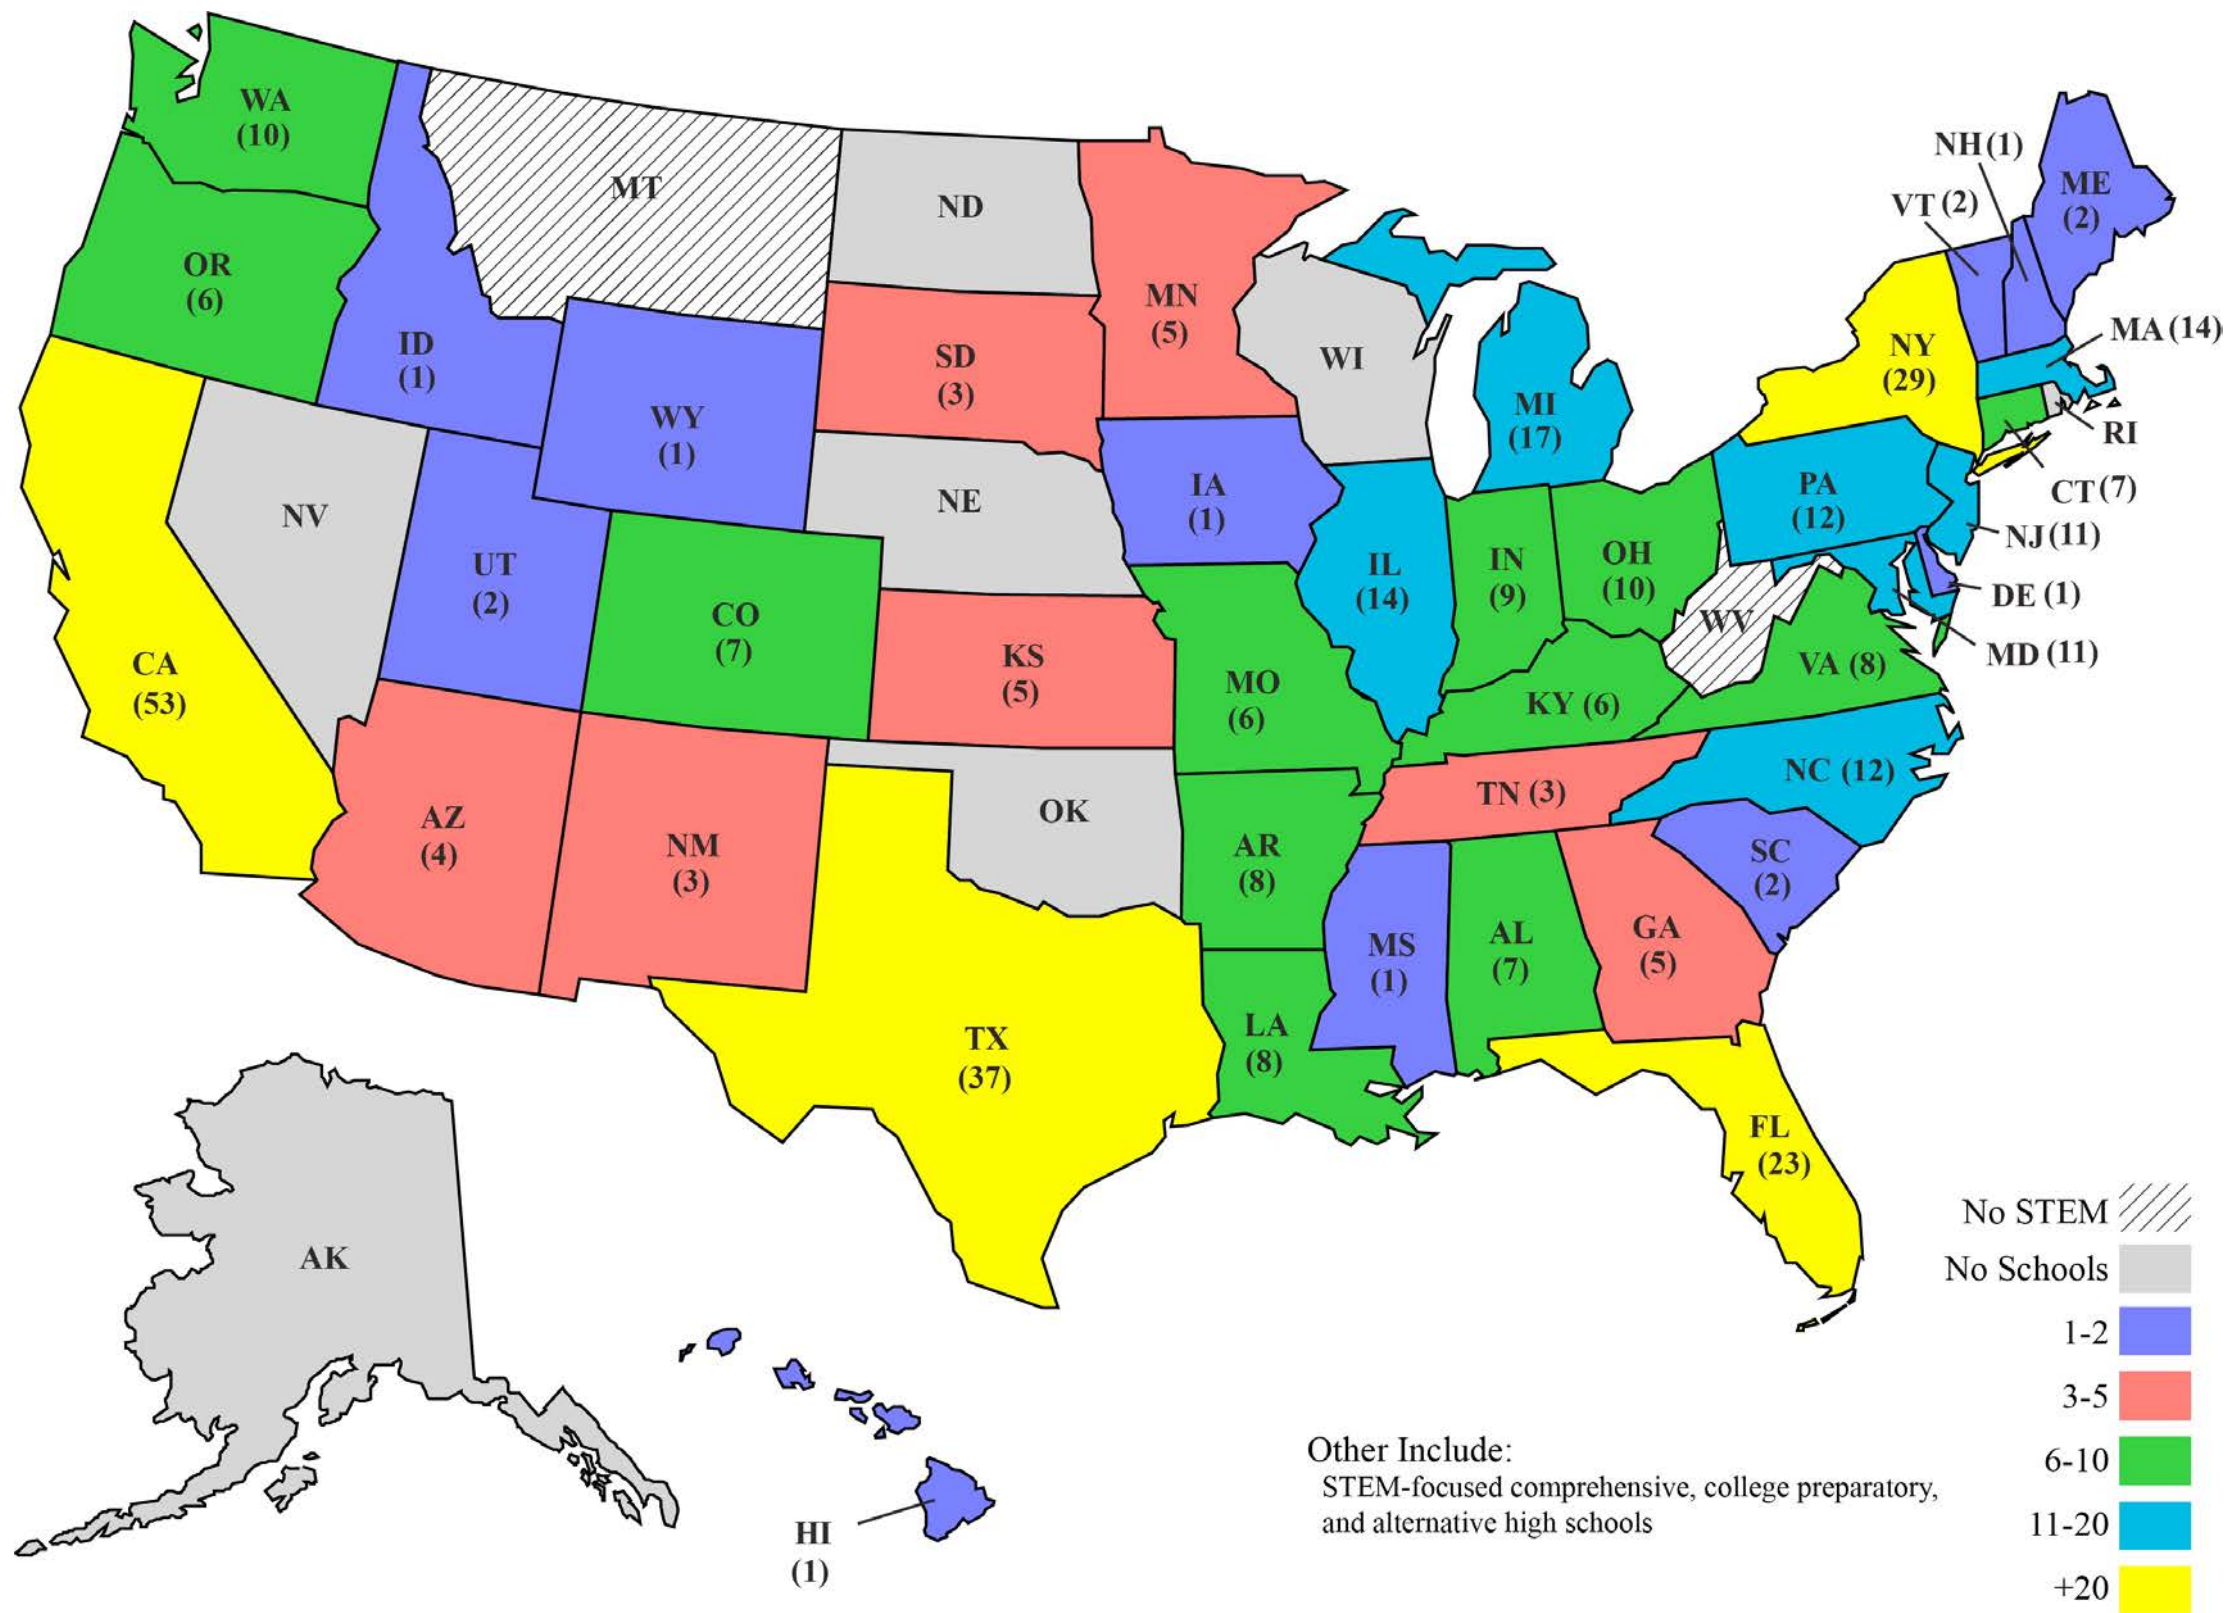 WA
(10)
MT
ND
OR
(6)
ID
(1)
MN
(5)
SD
(3)
WI
WY
(1)
MI
(17)
NH (1)
VT (2)
ME
(2)
NY
(29)
MA (14)
RI
CT (7)
PA
(12)
NJ (11)
DE (1)
MD (11)
NV
UT
(2)
CO
(7)
NE
IA
(1)
IL
(14)
IN
(9)
OH
(10)
WV
VA (8)
KS
(5)
MO
(6)
KY (6)
CA
(53)
AZ
(4)
NM
(3)
OK
AR
(8)
TN (3)
NC (12)
SC
(2)
MS
(1)
AL
(7)
GA
(5)
TX
(37)
LA
(8)
FL
(23)
AK
HI
(1)
No STEM
No Schools
1-2
3-5
6-10
11-20
+20
Other Include:
STEM-focused comprehensive, college preparatory,
and alternative high schools